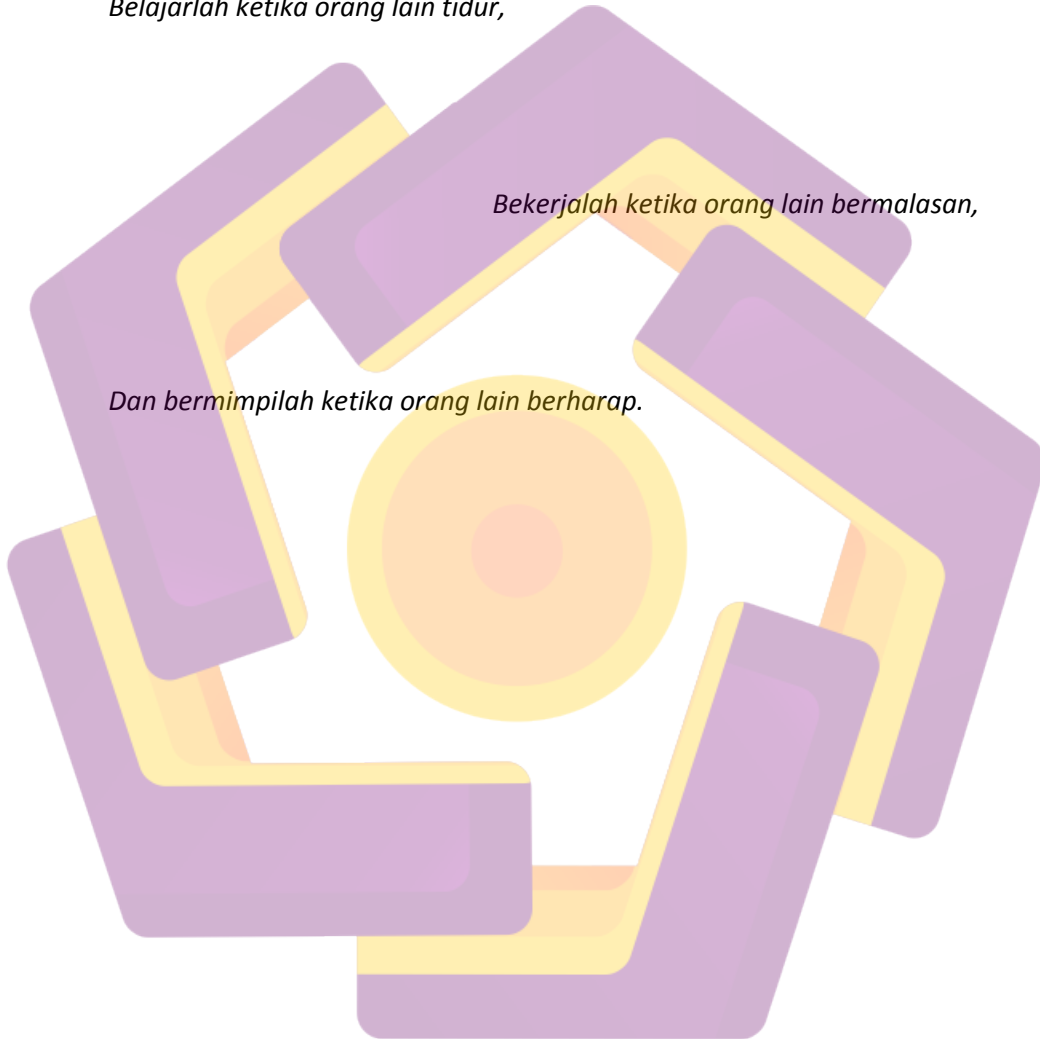 Belajarlah ketika orang lain tidur,
Bekerjalah ketika orang lain bermalasan,
Dan bermimpilah ketika orang lain berharap.